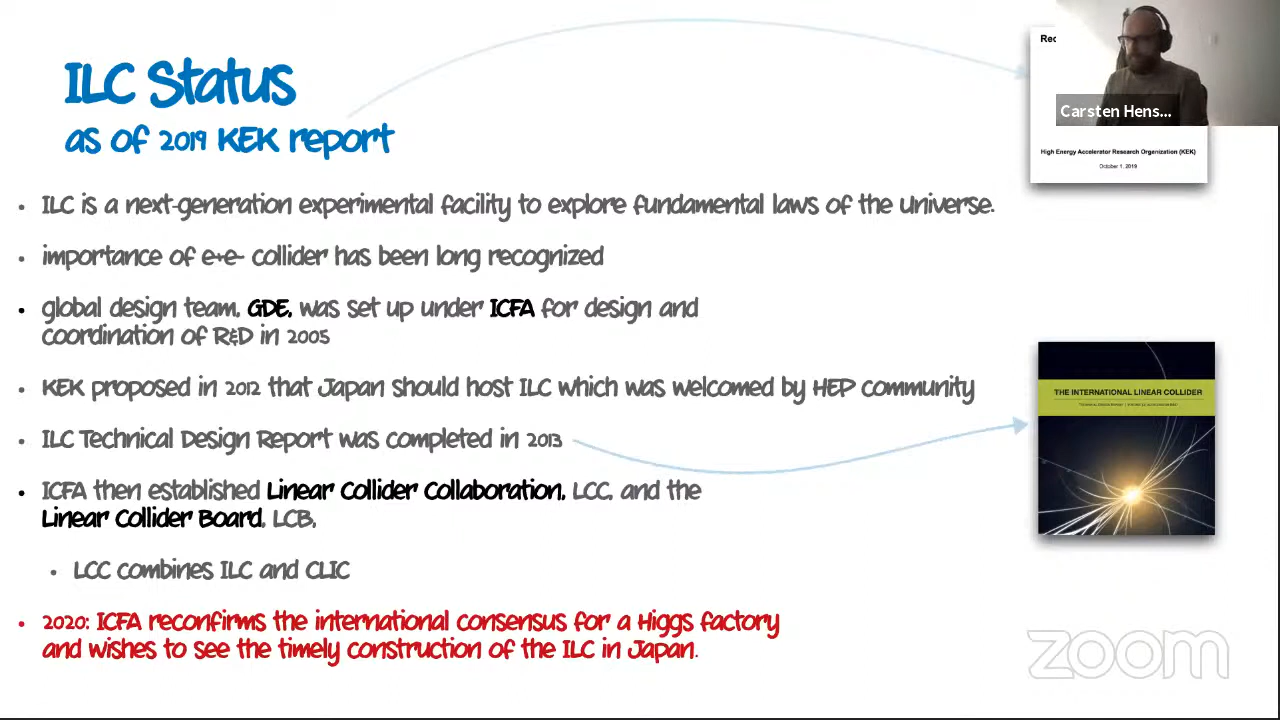 ILC Status
as of 2019 KEK report
Rec
Carsten Hens...
High Energy Accelerator Research Organization (KEK)
October 1, 2019
• ILC is a next-generation experimental facility to explore fundamental laws of the Universe.
• importance of e+e- collider has been long recognized
• global design team, GDE, was set up under ICFA for design and
coordination of R&D in 2005
• KEK proposed in 2012 that Japan should host ILC which was welcomed by HEP community
• ILC Technical Design Report was completed in 2013
THE INTERNATIONAL LINEAR COLLIDER
• ICFA then established Linear Collider Collaboration, LCC, and the
Linear Collider Board, LCB,
• LCC combines ILC and CLIC
• 2020: ICFA reconfirms the international consensus for a Higgs factory
and wishes to see the timely construction of the ILC in Japan.
zoom